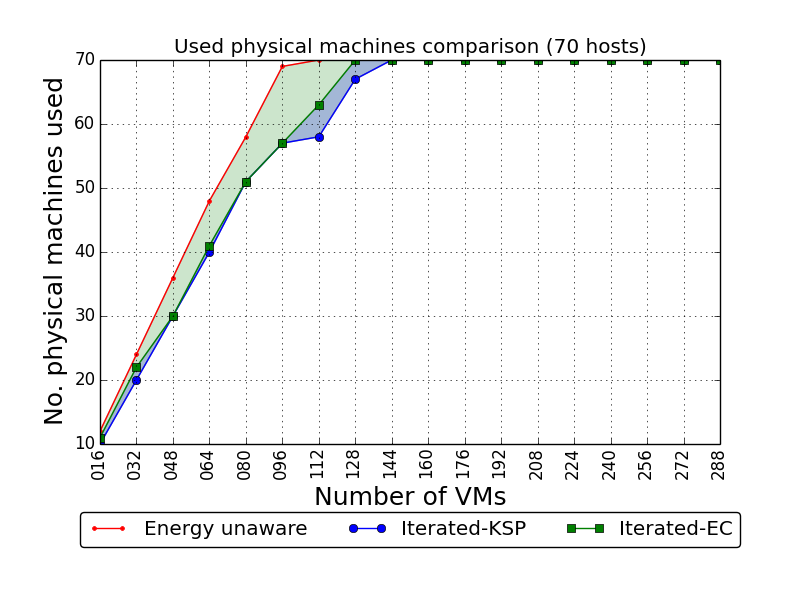 Used physical machines comparison (70 hosts)
No. physical machines used
70
60
50
40
30
20
10
016 032 048 064 080 096 112 128 144 160 176 192 208 224 240 256 272 288
Number of VMs
Energy unaware Iterated-KSP Iterated-EC